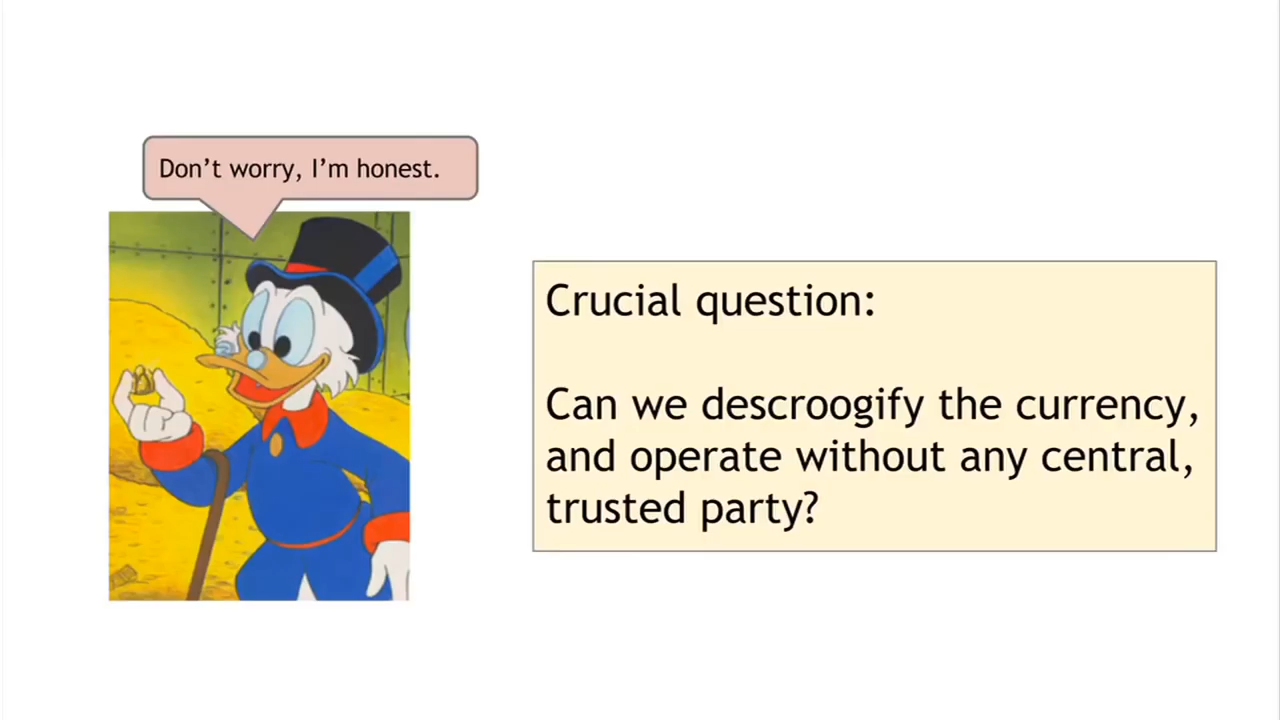 Don’t worry, I’m honest.
Crucial question:
Can we descroogify the currency,
and operate without any central,
trusted party?